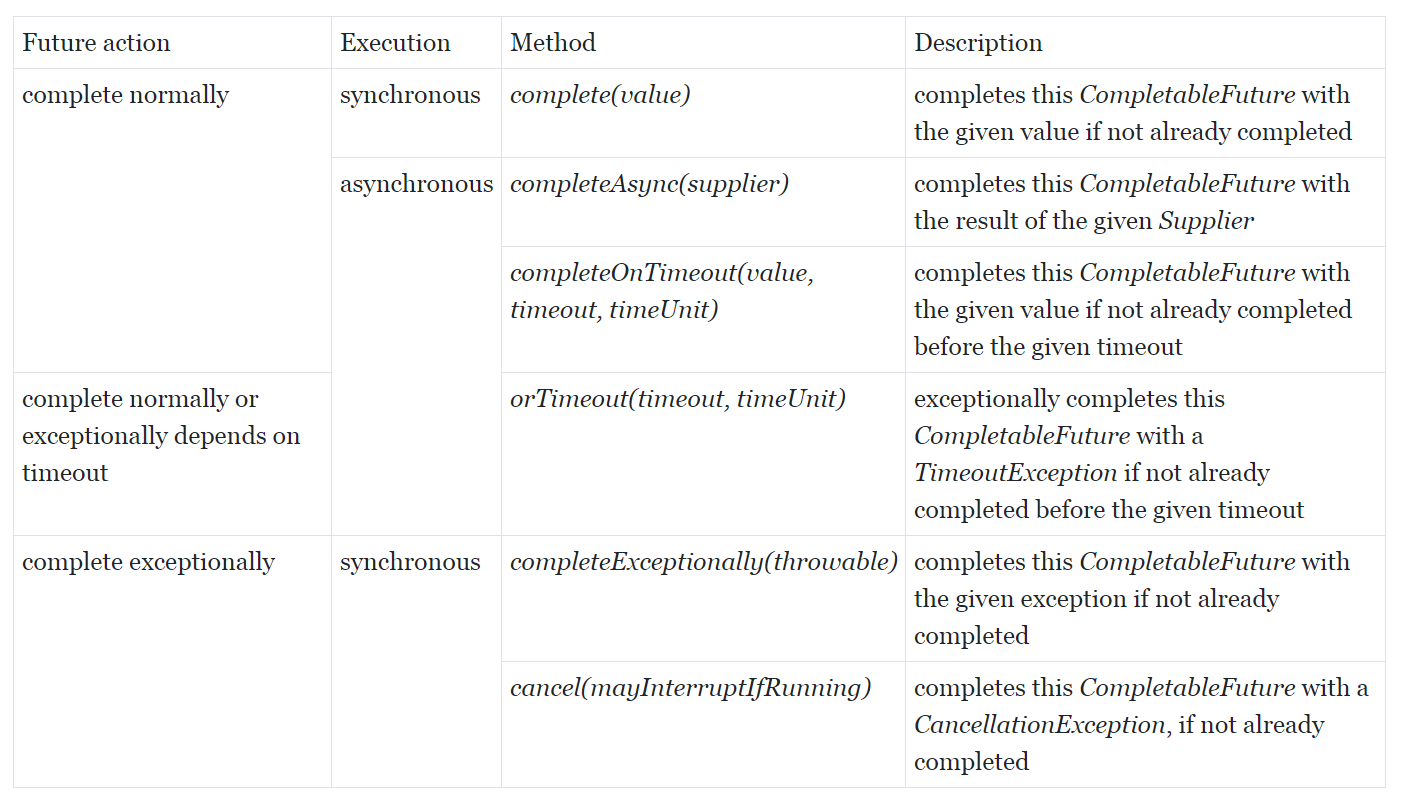 Future action
Execution
Method
Description
complete normally
synchronous
complete(value)
completes this CompletableFuture with
the given value if not already completed
asynchronous
completeAsync(supplier)
completes this CompletableFuture with
the result of the given Supplier
completeOnTimeout(value,
timeout, timeUnit)
completes this CompletableFuture with
the given value if not already completed
before the given timeout
complete normally or
exceptionally depends on
timeout
orTimeout(timeout, timeUnit)
exceptionally completes this
CompletableFuture with a
TimeoutException if not already
completed before the given timeout
complete exceptionally
synchronous
completeExceptionally(throwable)
completes this CompletableFuture with
the given exception if not already
completed
cancel(mayInterruptIfRunning)
completes this CompletableFuture with a
CancellationException, if not already
completed